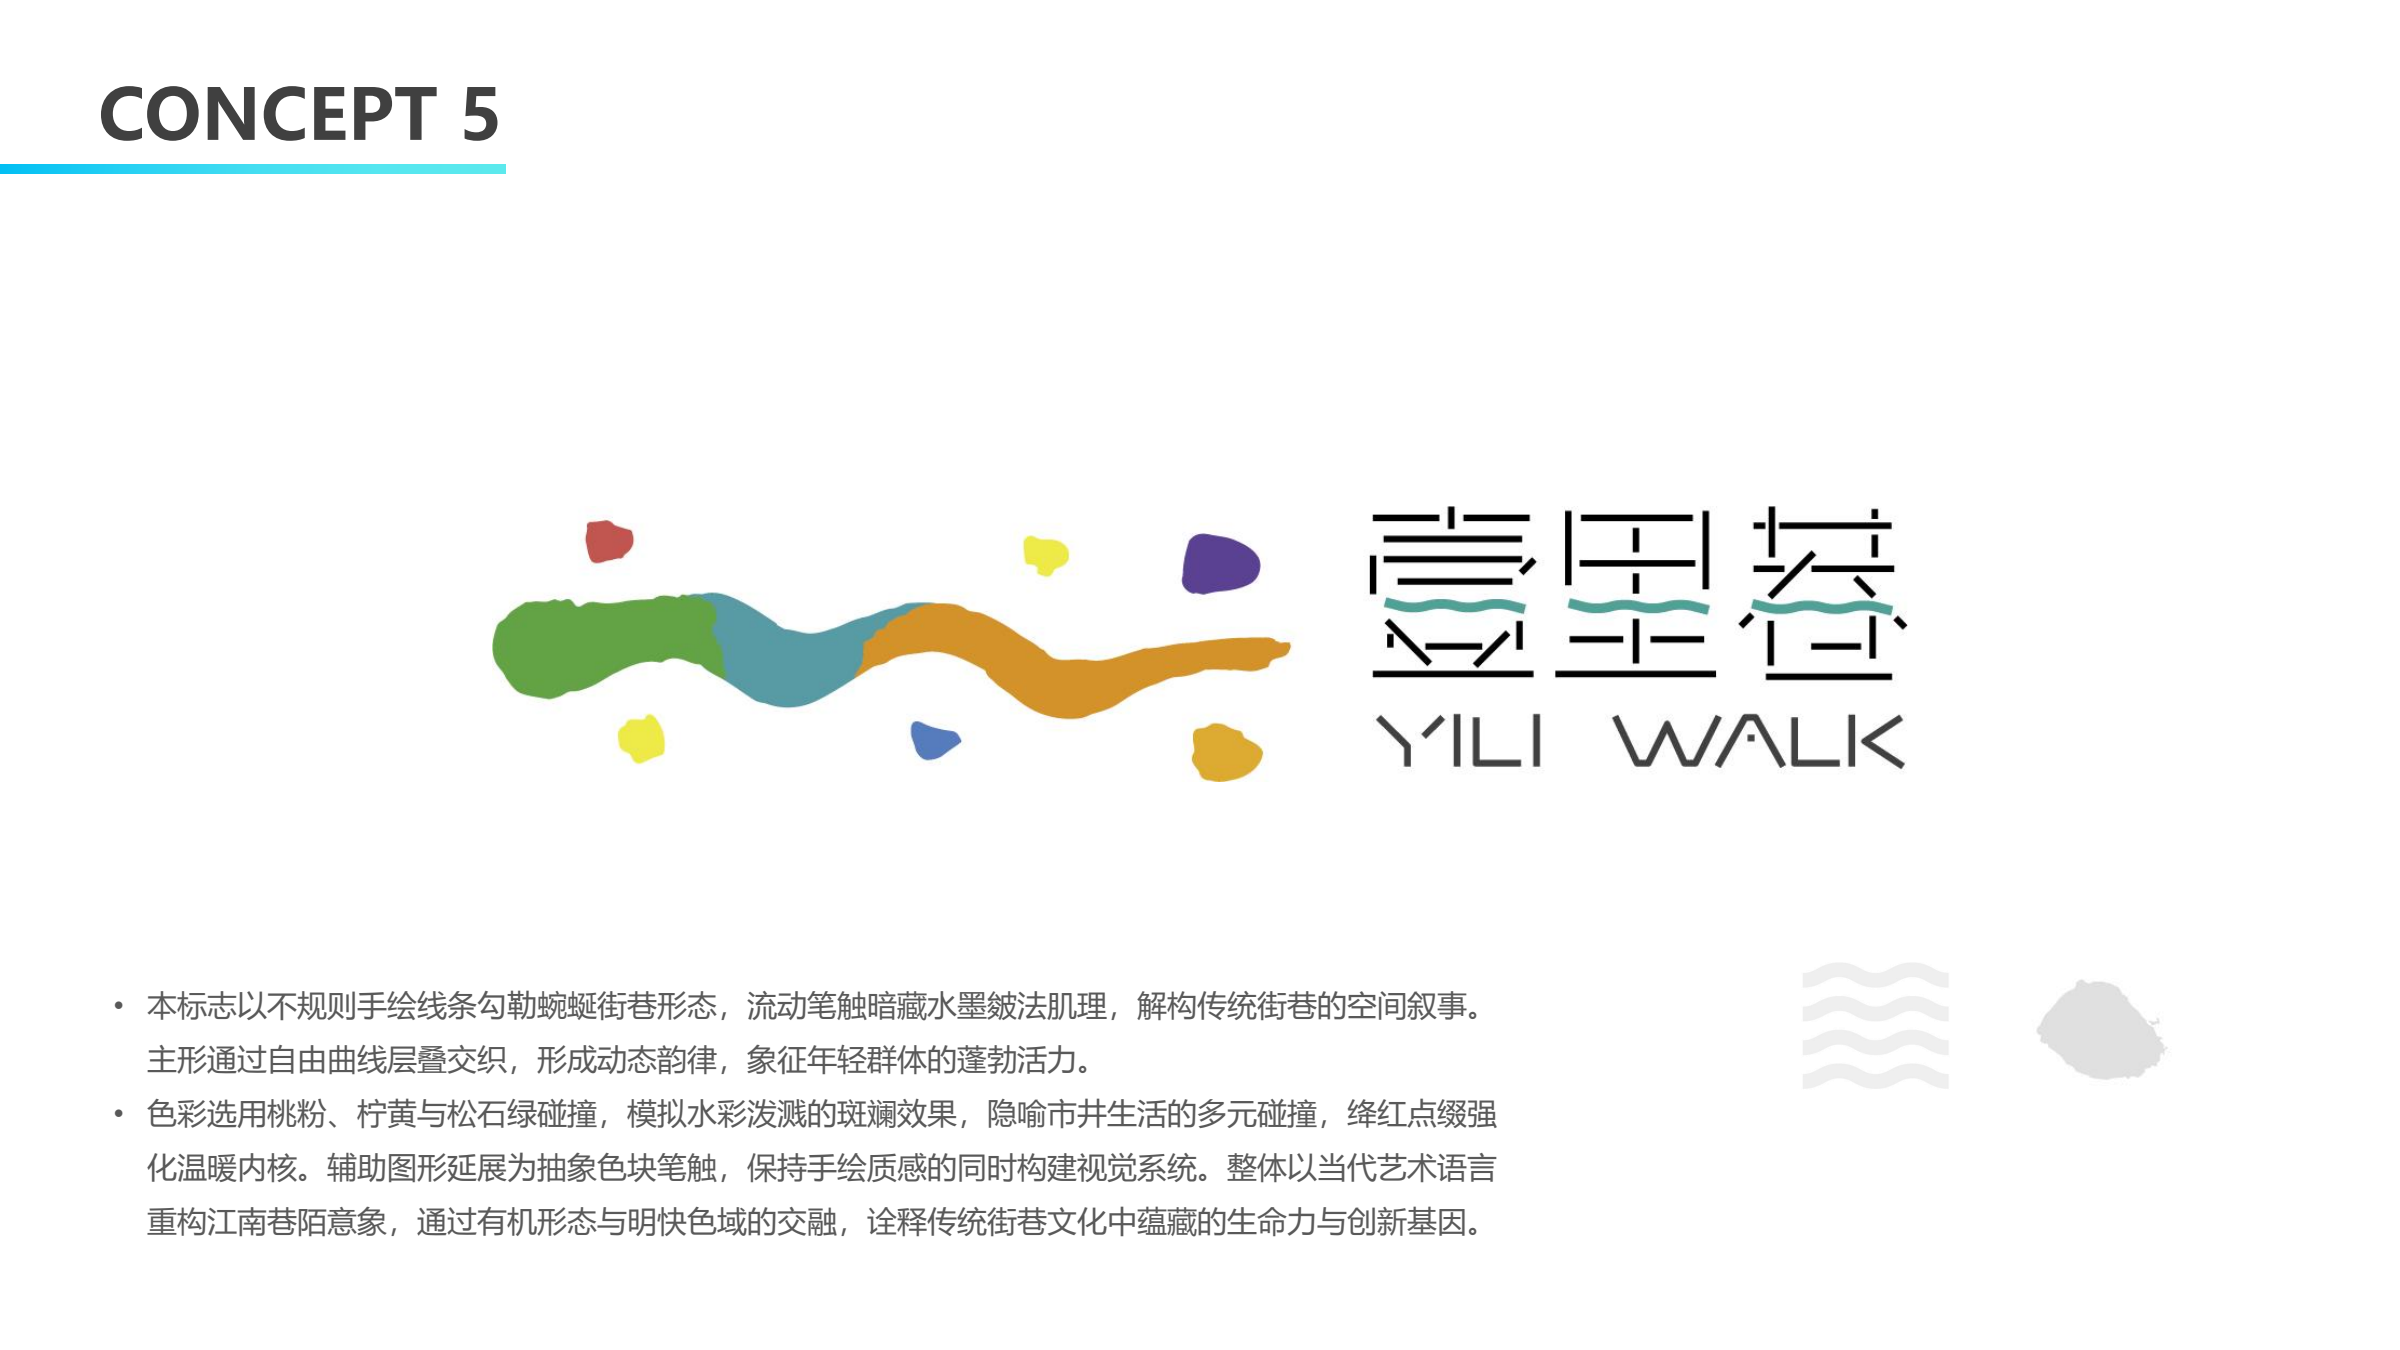 CONCEPT 5
壹里巷
YILI WALK
• 本标志以不规则手绘线条勾勒蜿蜒街巷形态，流动笔触暗藏水墨皴法肌理，解构传统街巷的空间叙事。
主形通过自由曲线层叠交织，形成动态韵律，象征年轻群体的蓬勃活力。
• 色彩选用桃粉、柠黄与松石绿碰撞，模拟水彩泼溅的斑斓效果，隐喻市井生活的多元碰撞，绛红点缀强
化温暖内核。辅助图形延展为抽象色块笔触，保持手绘质感的同时构建视觉系统。整体以当代艺术语言
重构江南巷陌意象，通过有机形态与明快色域的交融，诠释传统街巷文化中蕴藏的生命力与创新基因。